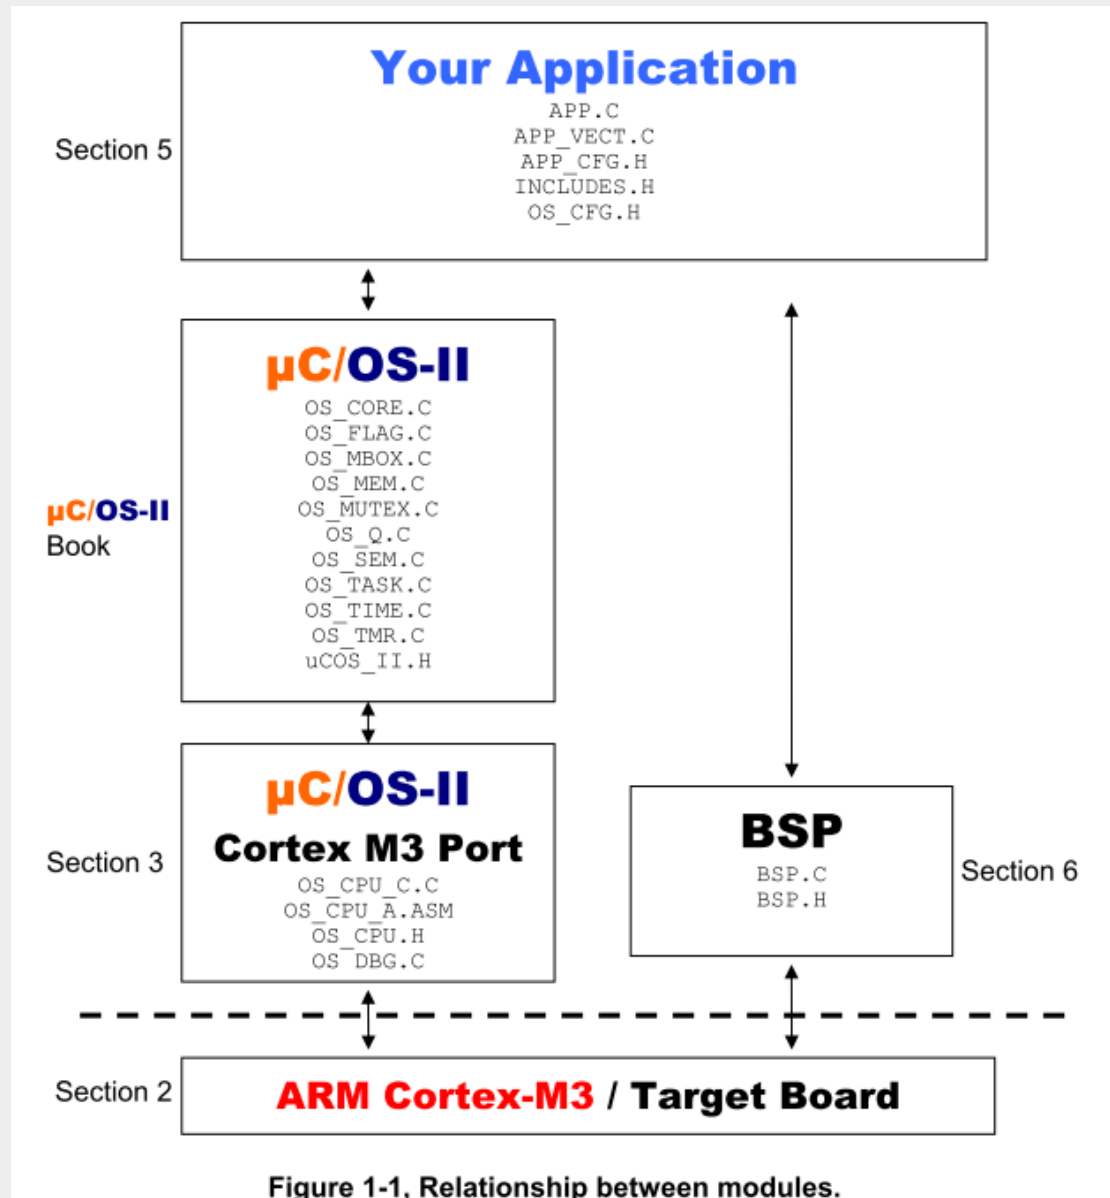 Your Application
APP.C
APP_VECT.C
APP_CFG.H
INCLUDES.H
OS_CFG.H
Section 5
µC/OS-II
OS_CORE.C
OS_FLAG.C
OS_MBOX.C
OS_MEM.C
OS_MUTEX.C
OS_Q.C
OS_SEM.C
OS_TASK.C
OS_TIME.C
OS_TMR.C
uCOS_II.H
µC/OS-II
Book
µC/OS-II
Cortex M3 Port
OS_CPU_C.C
OS_CPU_A.ASM
OS_CPU.H
OS_DBG.C
Section 3
BSP
BSP.C
BSP.H
Section 6
Section 2
ARM Cortex-M3 / Target Board
Figure 1-1, Relationship between modules.